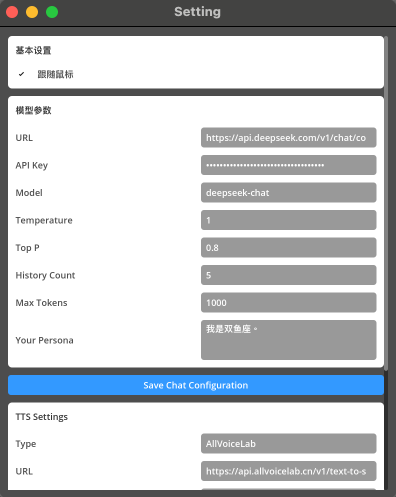 Setting
基本设置
✓ 跟随鼠标
模型参数
URL https://api.deepseek.com/v1/chat/co
API Key ••••••••••••••••••••••••••••••••••
Model deepseek-chat
Temperature 1
Top P 0.8
History Count 5
Max Tokens 1000
Your Persona 我是双鱼座。
Save Chat Configuration
TTS Settings
Type AllVoiceLab
URL https://api.allvoicelab.cn/v1/text-to-s